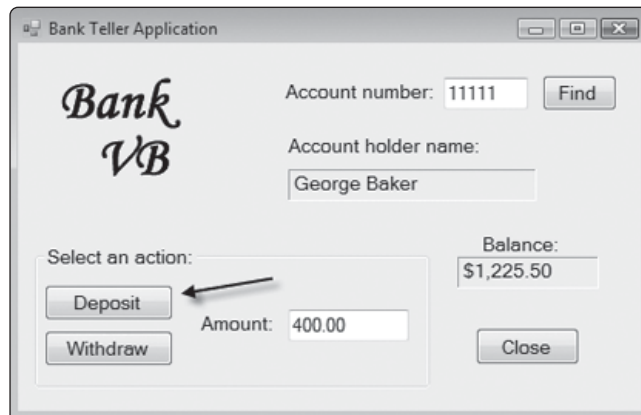 Bank Teller Application
Bank
VB
Account number: 11111 Find
Account holder name:
George Baker
Select an action:
Deposit
Withdraw
Amount: 400.00
Balance:
$1,225.50
Close